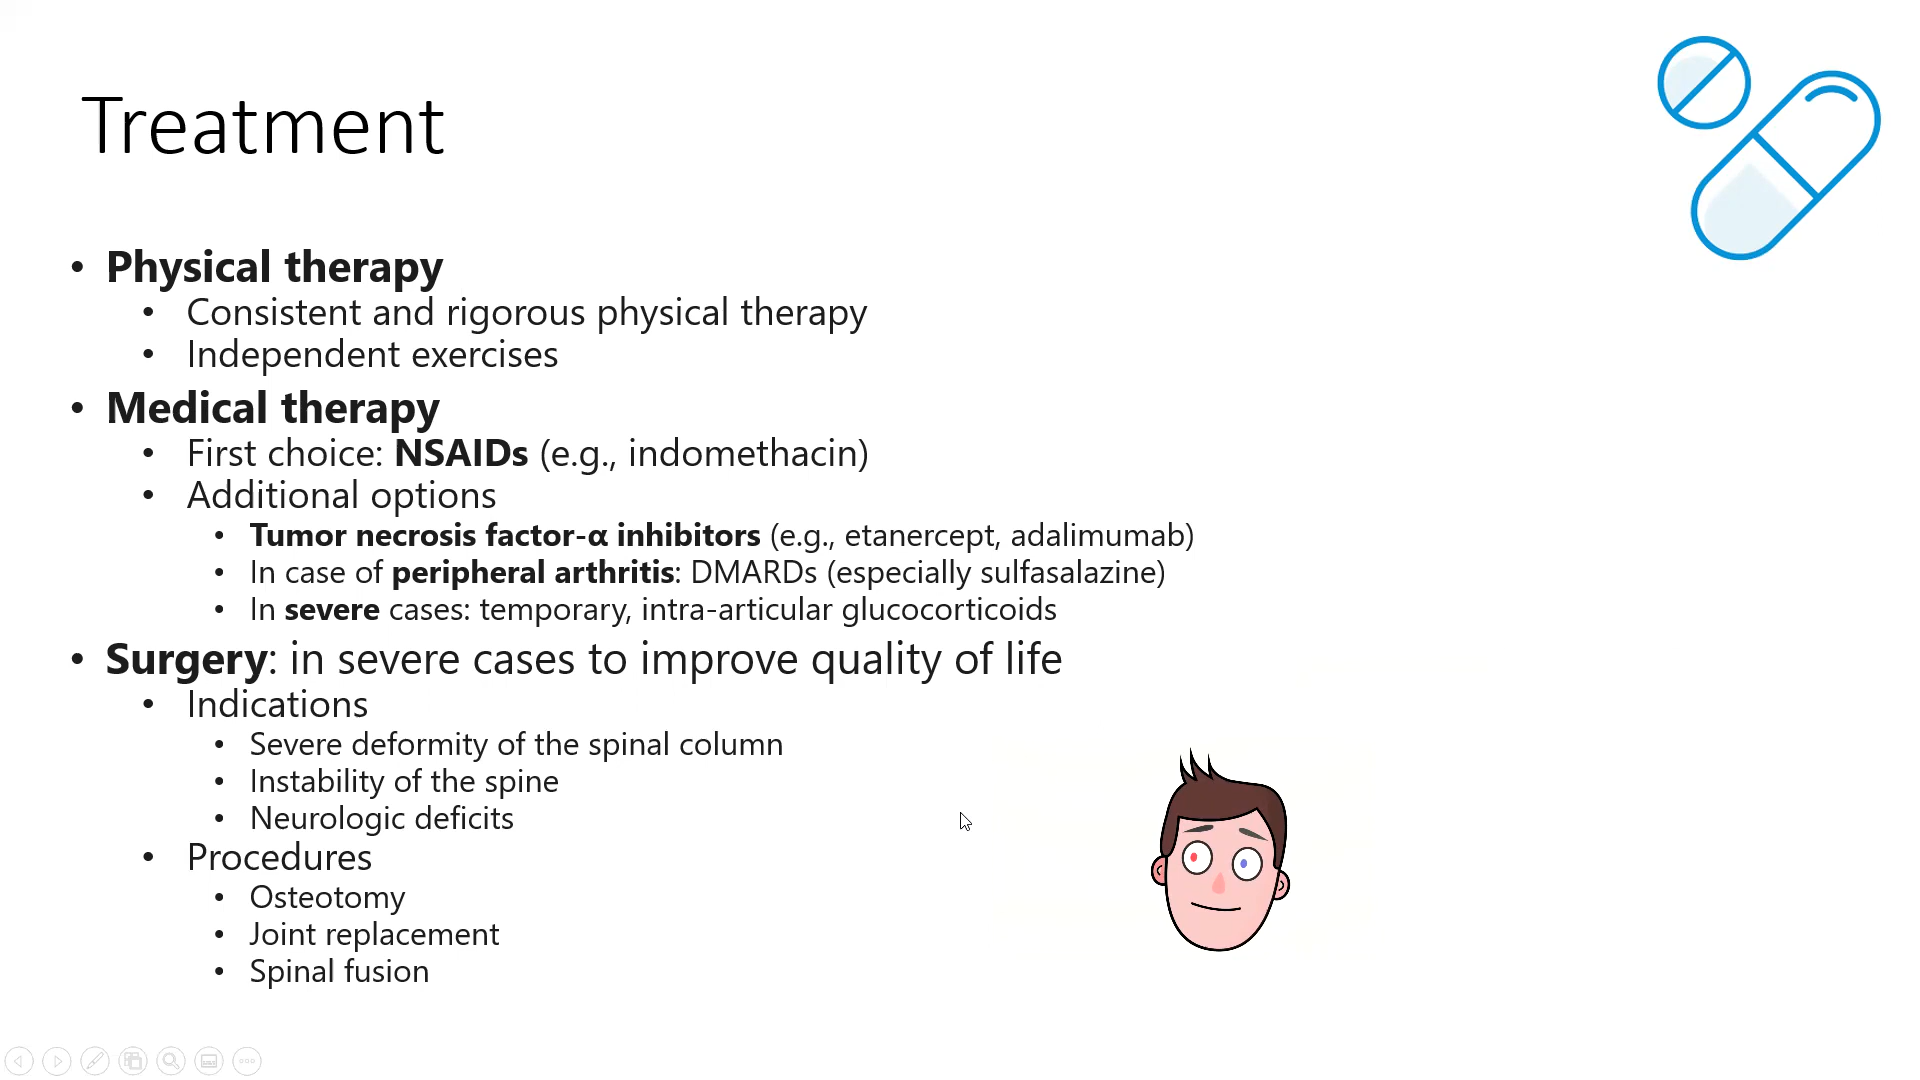 Treatment
• Physical therapy
• Consistent and rigorous physical therapy
• Independent exercises
• Medical therapy
• First choice: NSAIDs (e.g., indomethacin)
• Additional options
• Tumor necrosis factor-α inhibitors (e.g., etanercept, adalimumab)
• In case of peripheral arthritis: DMARDs (especially sulfasalazine)
• In severe cases: temporary, intra-articular glucocorticoids
• Surgery: in severe cases to improve quality of life
• Indications
• Severe deformity of the spinal column
• Instability of the spine
• Neurologic deficits
• Procedures
• Osteotomy
• Joint replacement
• Spinal fusion